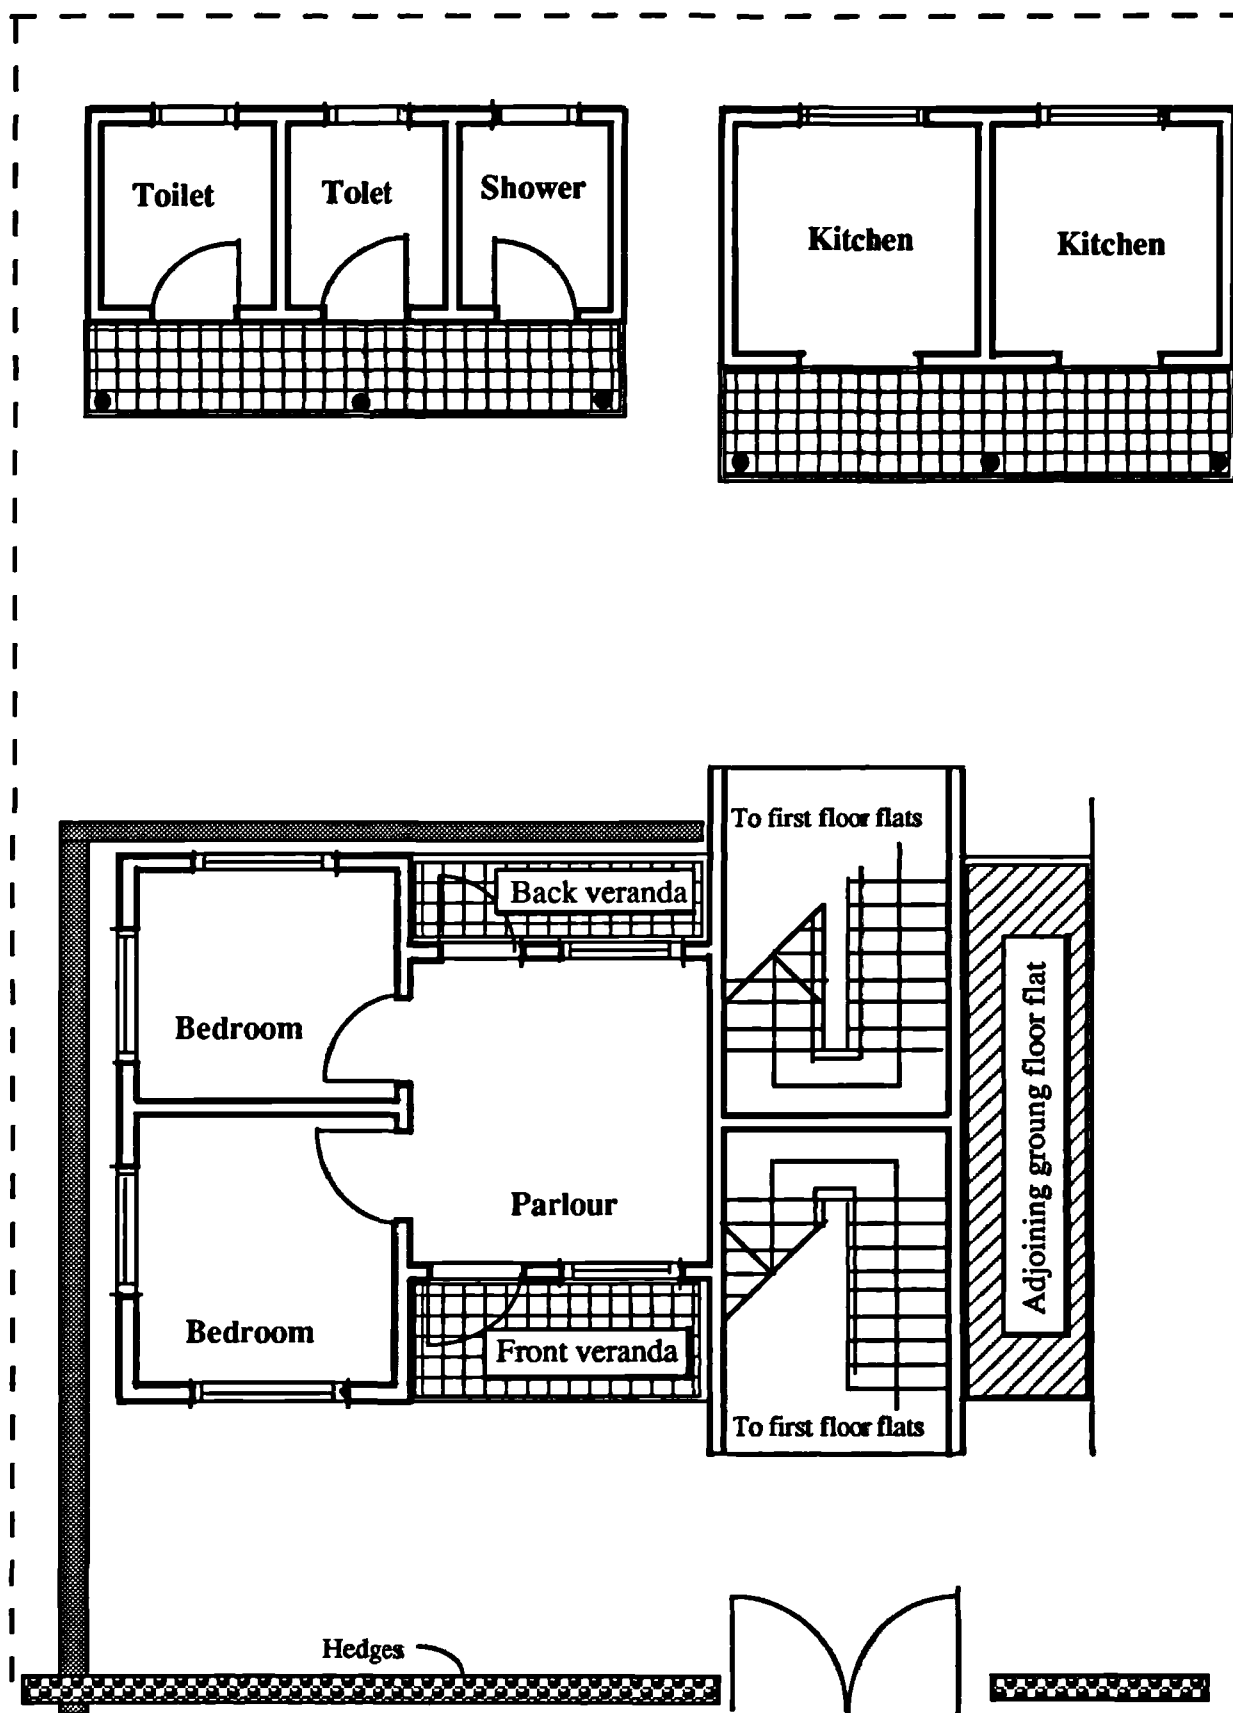 Toilet
Tolet
Shower
Kitchen
Kitchen
To first floor flats
Back veranda
Bedroom
Adjoining groung floor flat
Parlour
Bedroom
Front veranda
To first floor flats
Hedges